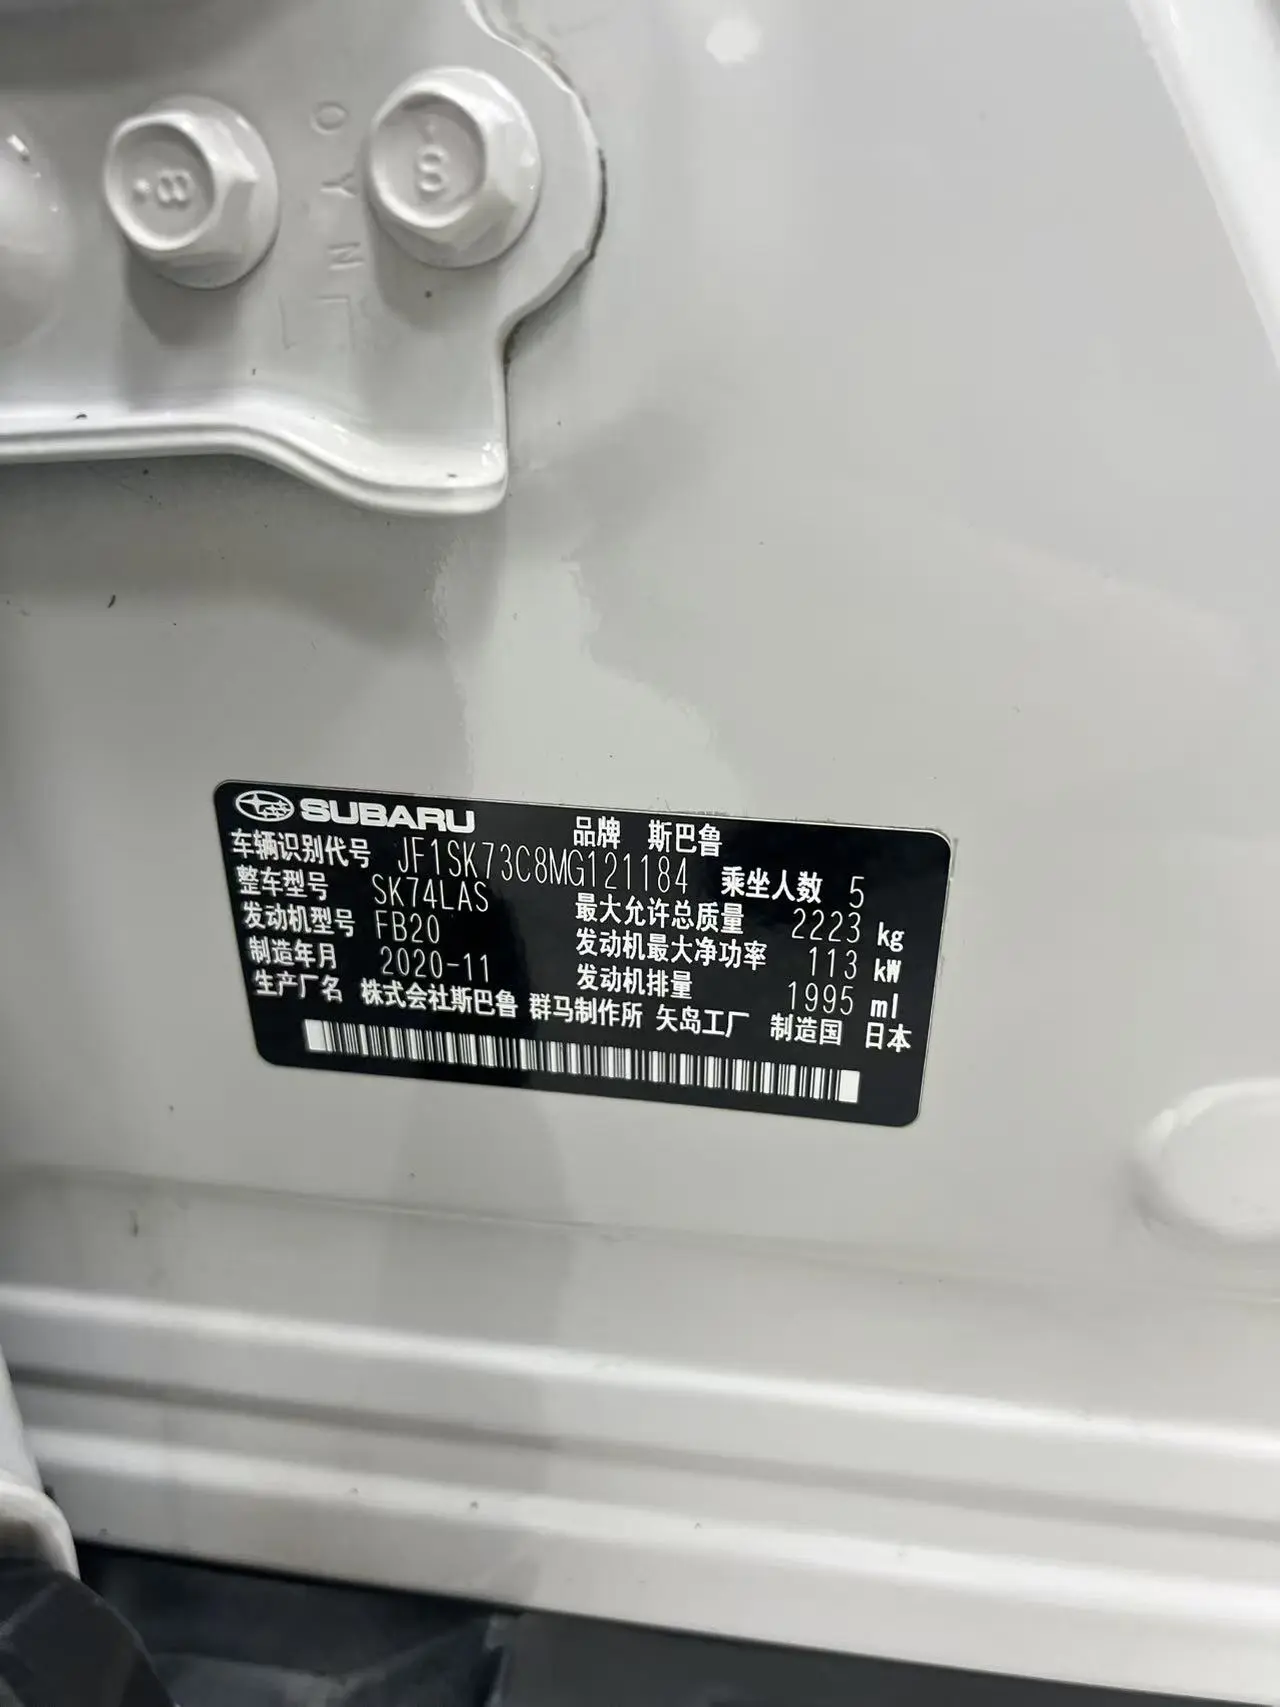 8
8
OYNL
SUBARU
品牌 斯巴鲁
车辆识别代号 JF1SK73C8MG121184 乘坐人数 5
整车型号 SK74LAS 最大允许总质量 2223 kg
发动机型号 FB20 发动机最大净功率 113 kW
制造年月 2020-11 发动机排量 1995 ml
生产厂名 株式会社斯巴鲁 群马制作所 矢岛工厂 制造国 日本